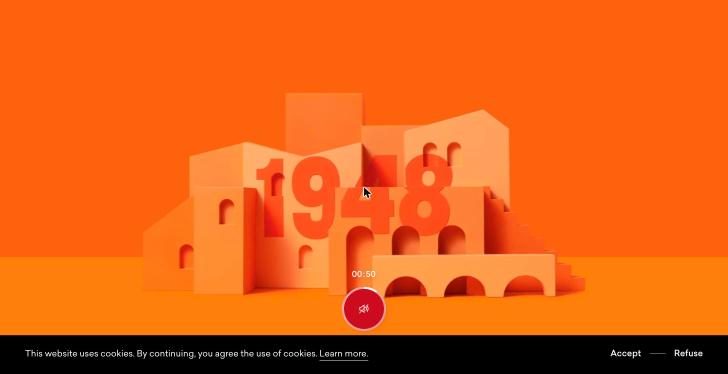 1948
00:50
This website uses cookies. By continuing, you agree the use of cookies. Learn more.
Accept
Refuse